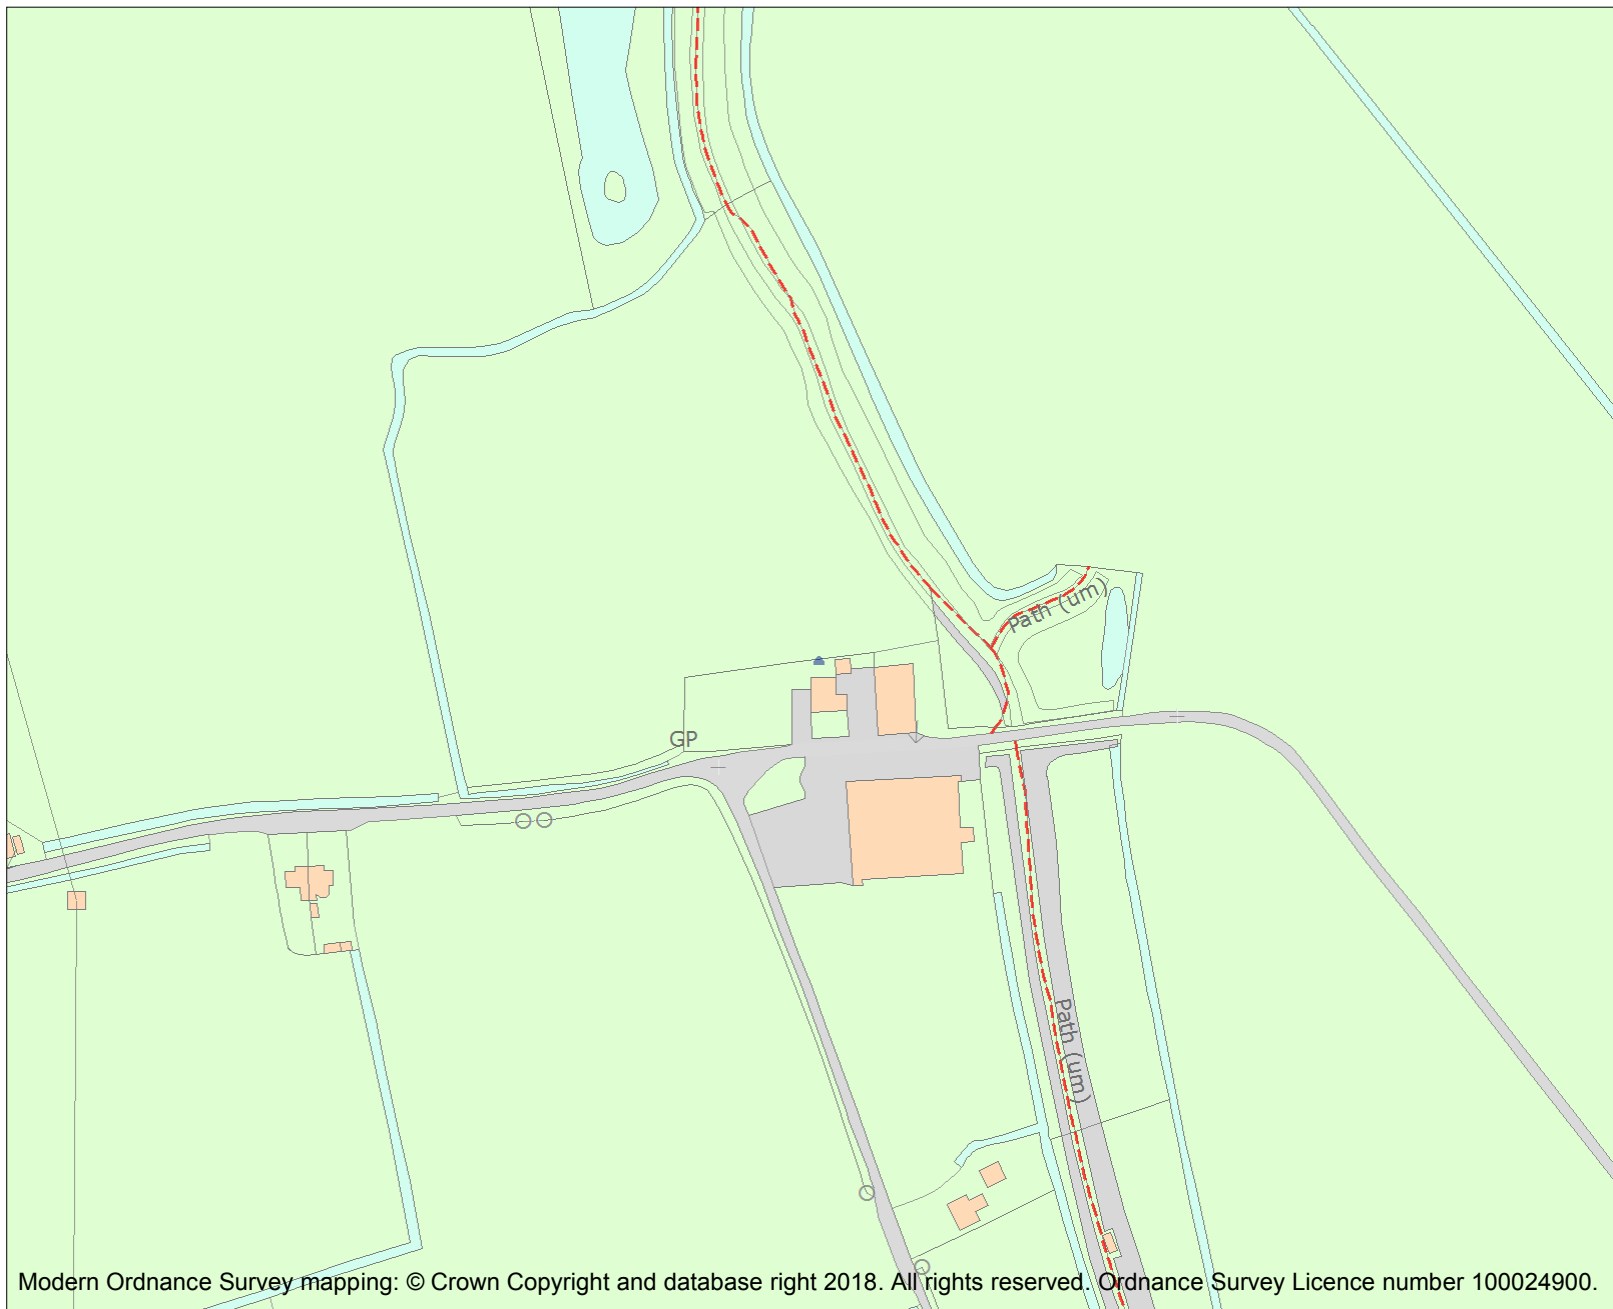 Path (um)
GP
Path (um)
Modern Ordnance Survey mapping: © Crown Copyright and database right 2018. All rights reserved. Ordnance Survey Licence number 100024900.